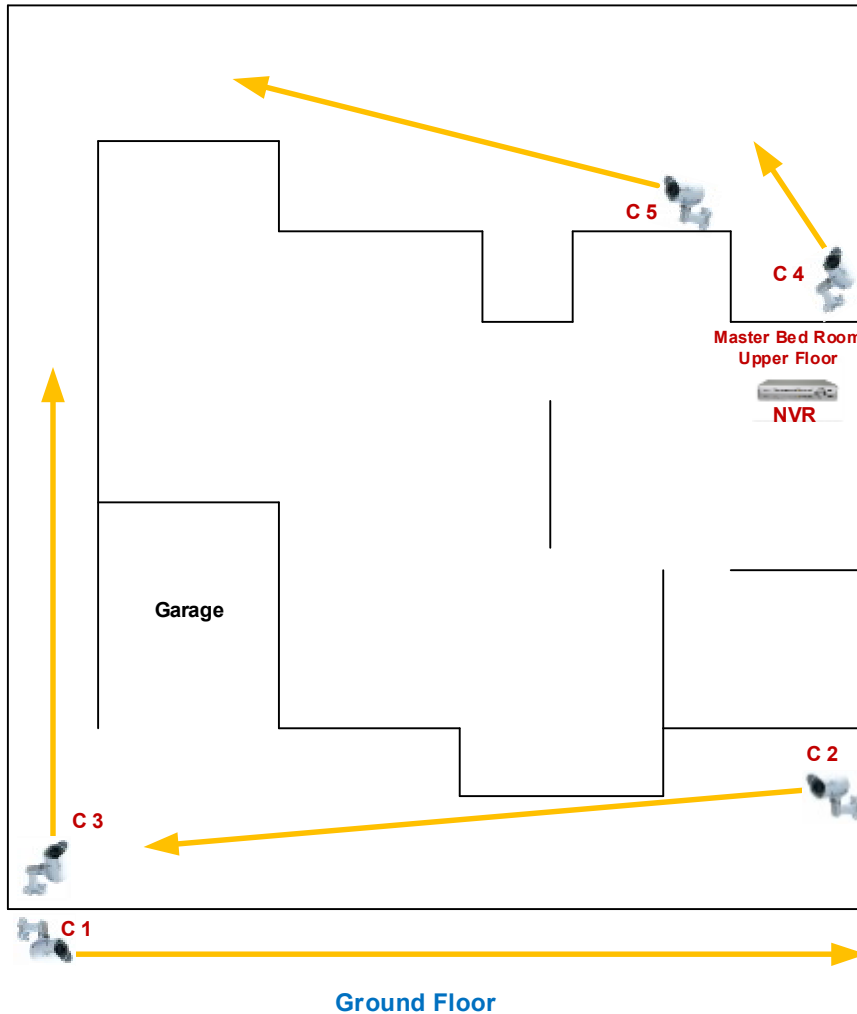 C 5
C 4
Master Bed Room
Upper Floor
NVR
Garage
C 2
C 3
C 1
Ground Floor